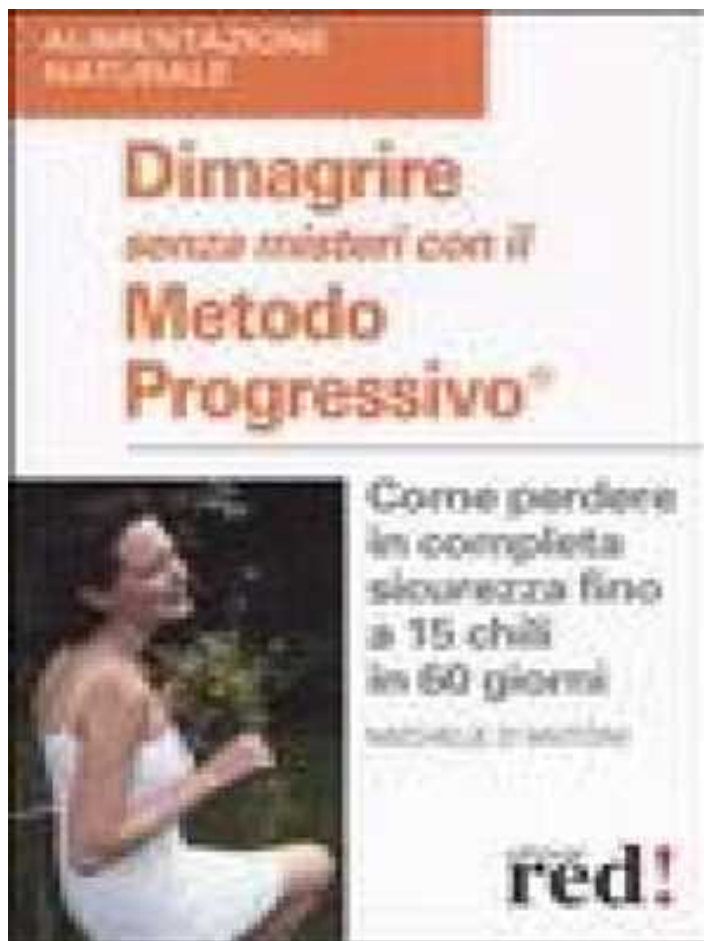 ALIMENTAZIONE
NATURALE
Dimagrire
senza misteri con il
Metodo
Progressivo®
Come perdere
in completa
sicurezza fino
a 15 chili
in 60 giorni
red!